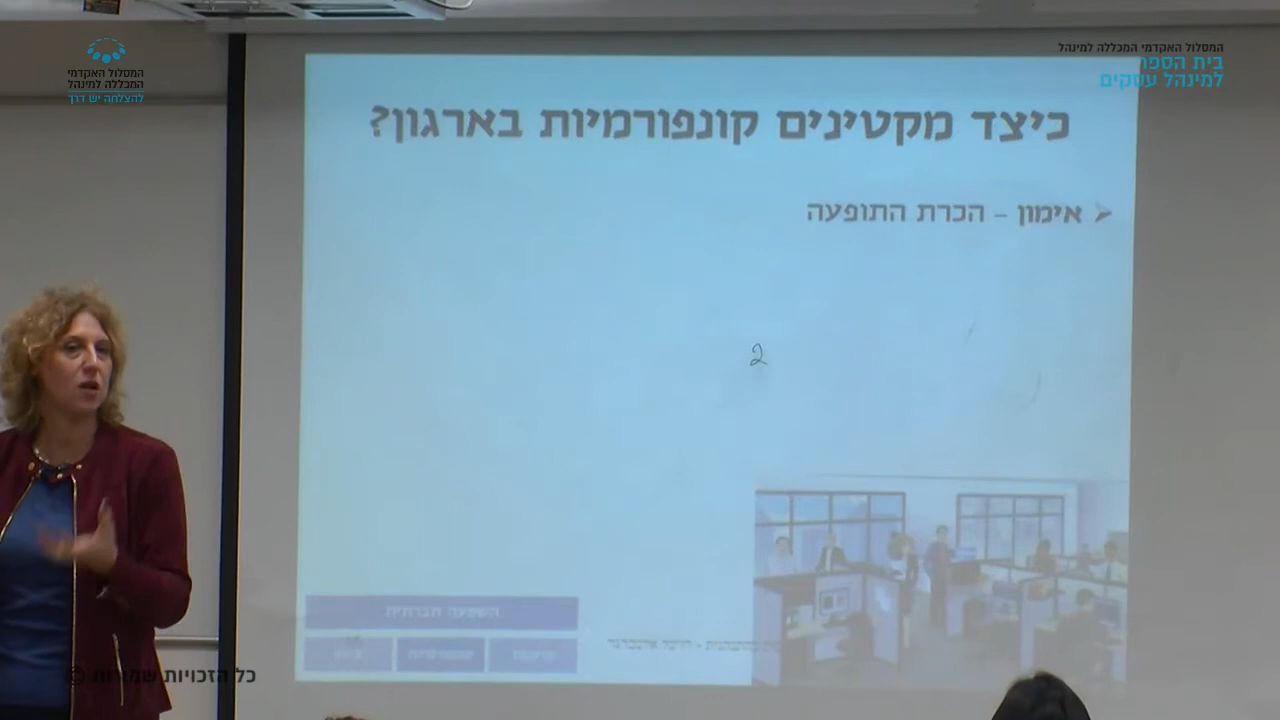 המסלול האקדמי המכללה למינהל
בית הספר
למינהל עסקים
המסלול האקדמי
המכללה למינהל
להצלחה יש דרך
כיצד מקטינים קונפורמיות בארגון?
אימון – הכרת התופעה
2
השפעה חברתית
כל הזכויות שמורות ©